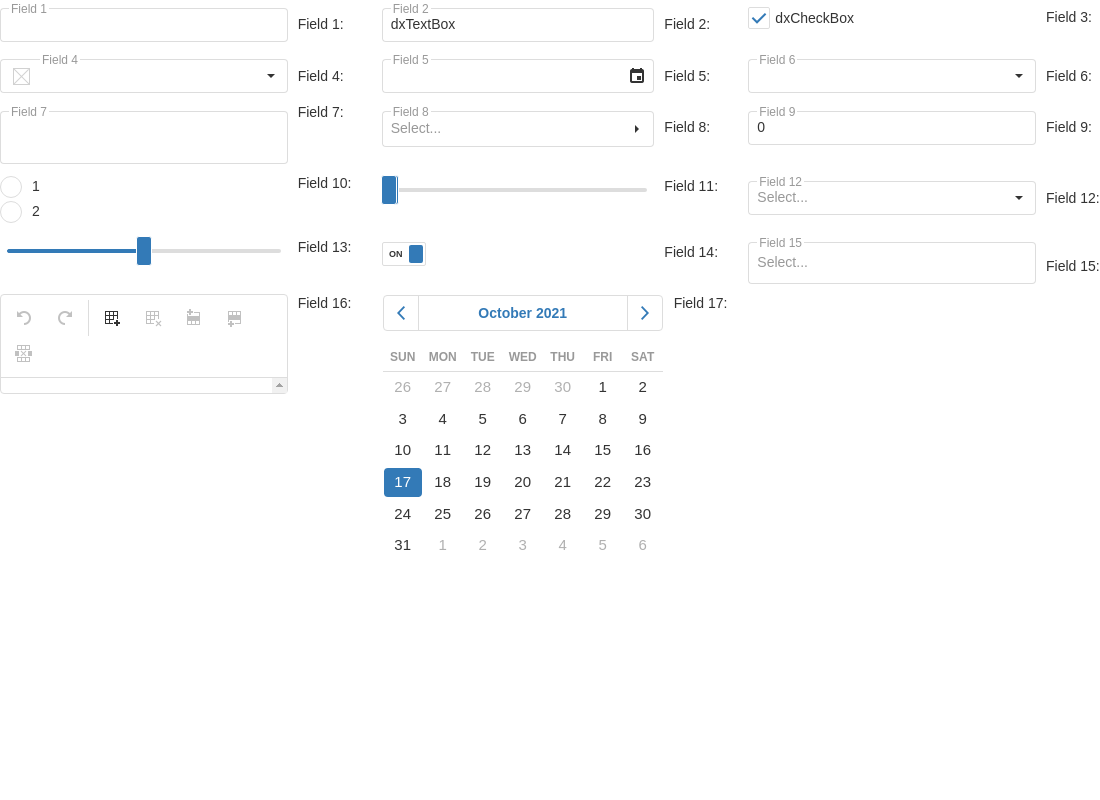 Field 1
Field 1:
Field 2
dxTextBox
Field 2:
dxCheckBox
Field 3:
Field 4
Field 4:
Field 5
Field 5:
Field 6
Field 6:
Field 7
Field 7:
Field 8
Select...
Field 8:
Field 9
0
Field 9:
1
2
Field 10:
Field 11:
Field 12
Select...
Field 12:
Field 13:
ON
Field 14:
Field 15
Select...
Field 15:
Field 16:
October 2021
Field 17:
SUN MON TUE WED THU FRI SAT
26 27 28 29 30 1 2
3 4 5 6 7 8 9
10 11 12 13 14 15 16
17 18 19 20 21 22 23
24 25 26 27 28 29 30
31 1 2 3 4 5 6